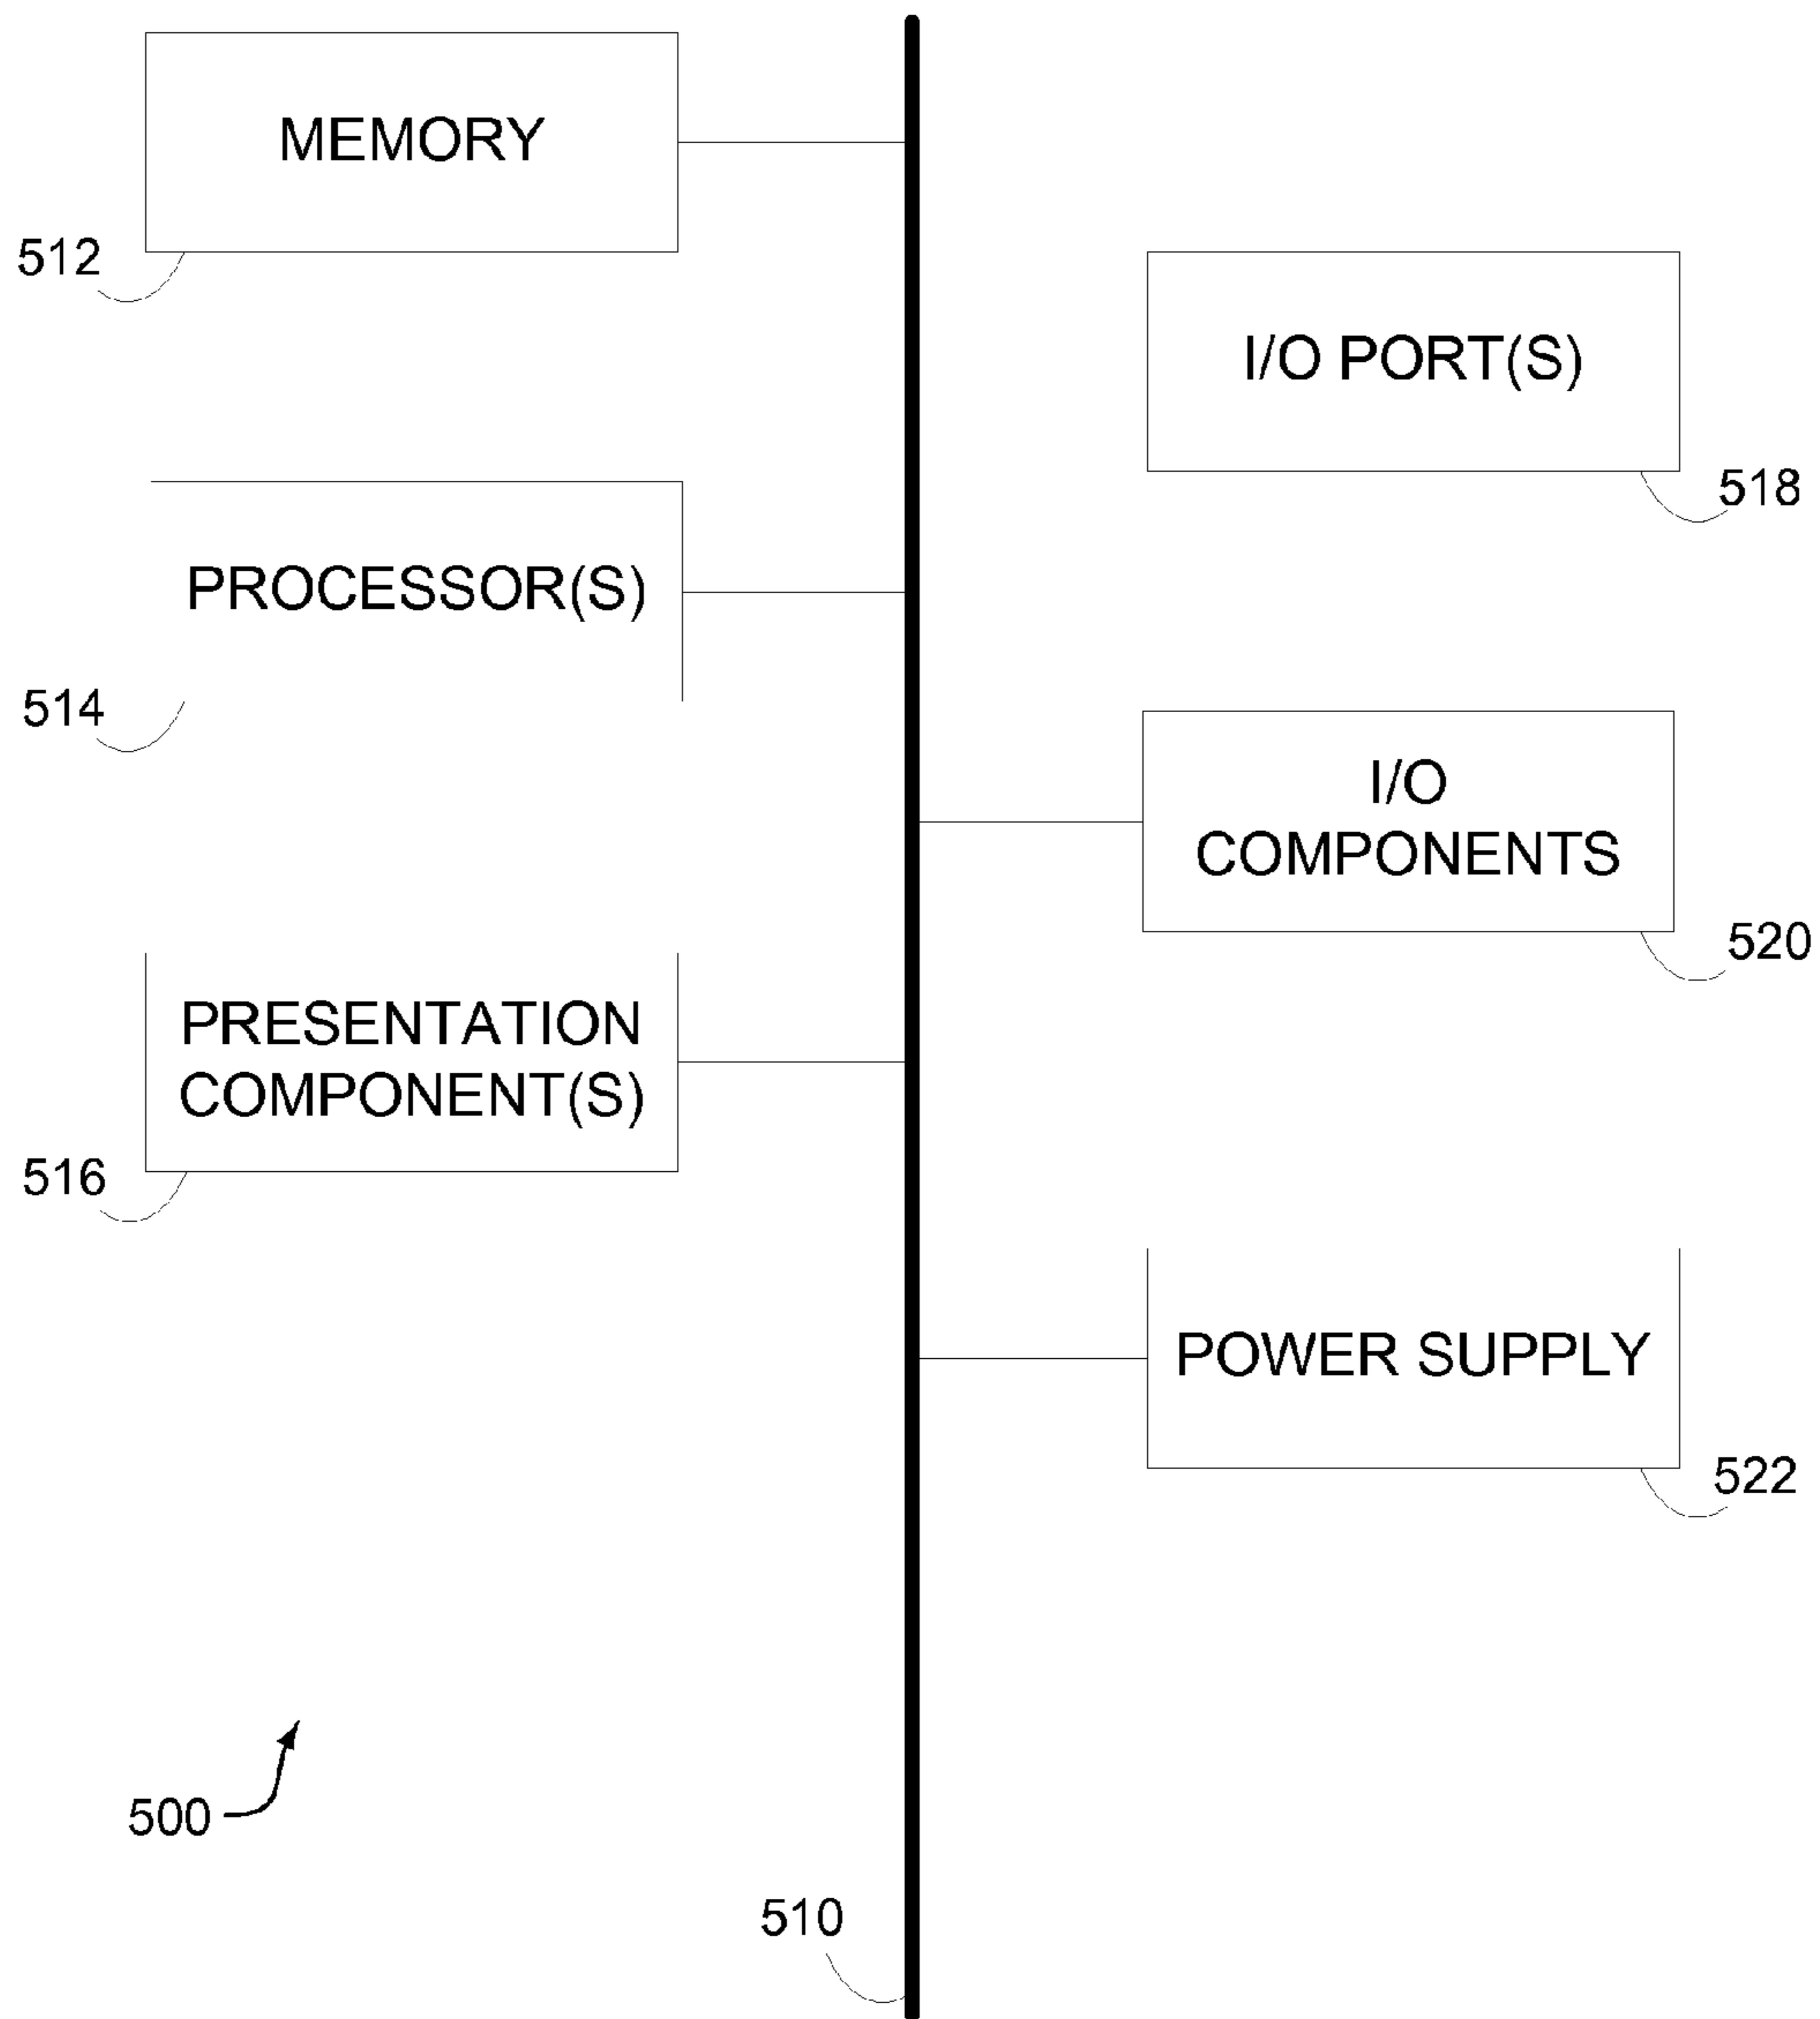 MEMORY
512
I/O PORT(S)
518
PROCESSOR(S)
514
I/O
COMPONENTS
520
PRESENTATION
COMPONENT(S)
516
POWER SUPPLY
522
500
510